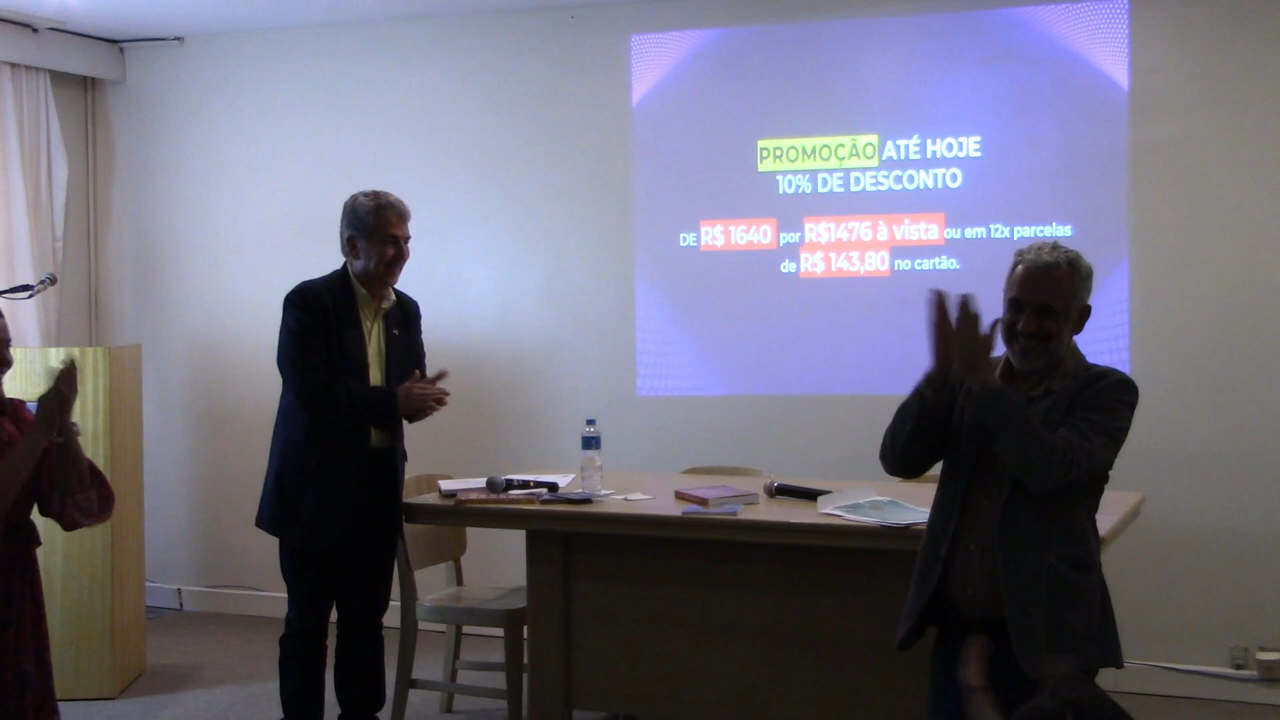 PROMOÇÃO ATÉ HOJE
10% DE DESCONTO
DE R$ 1640 por R$1476 à vista ou em 12x parcelas
de R$ 143,80 no cartão.